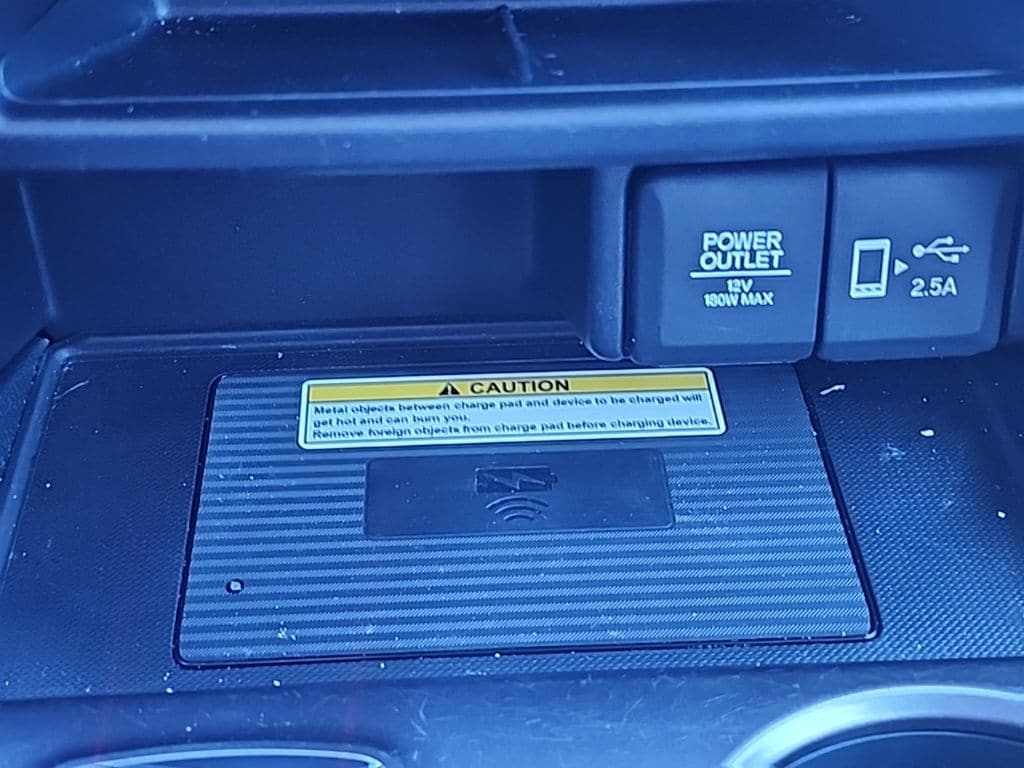 POWER
OUTLET
12V
180W MAX
2.5A
CAUTION
Metal objects between charge pad and device to be charged will
get hot and can burn you.
Remove foreign objects from charge pad before charging device.